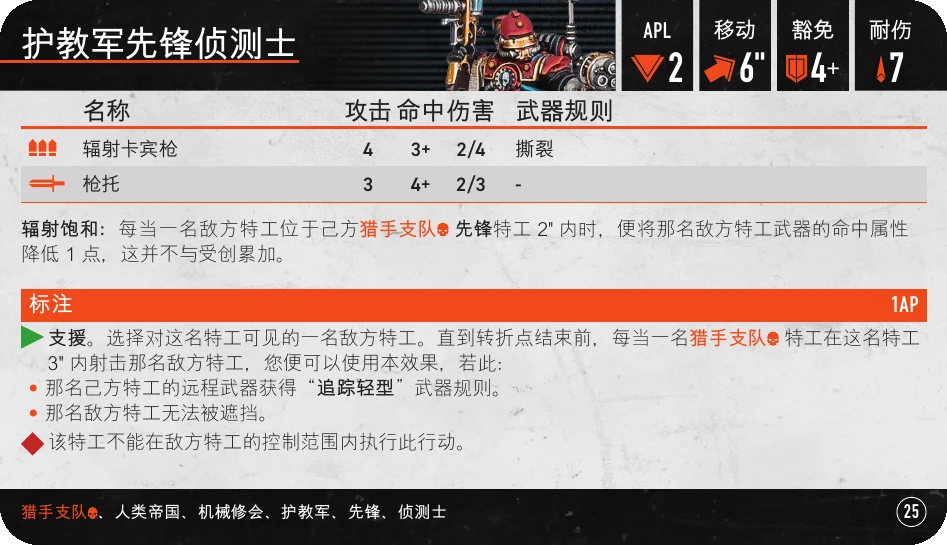 护教军先锋侦测士
APL 移动 豁免 耐伤
2 6" 4+ 7
名称 攻击 命中 伤害 武器规则
辐射卡宾枪 4 3+ 2/4 撕裂
枪托 3 4+ 2/3 -
辐射饱和：每当一名敌方特工位于己方猎手支队 先锋特工 2" 内时，便将那名敌方特工武器的命中属性
降低 1 点，这并不与受创累加。
标注 1AP
支援。选择对这名特工可见的一名敌方特工。直到转折点结束前，每当一名猎手支队 特工在这名特工
3" 内射击那名敌方特工，您便可以使用本效果，若此：
• 那名己方特工的远程武器获得“追踪轻型”武器规则。
• 那名敌方特工无法被遮挡。
该特工不能在敌方特工的控制范围内执行此行动。
猎手支队、人类帝国、机械修会、护教军、先锋、侦测士 25